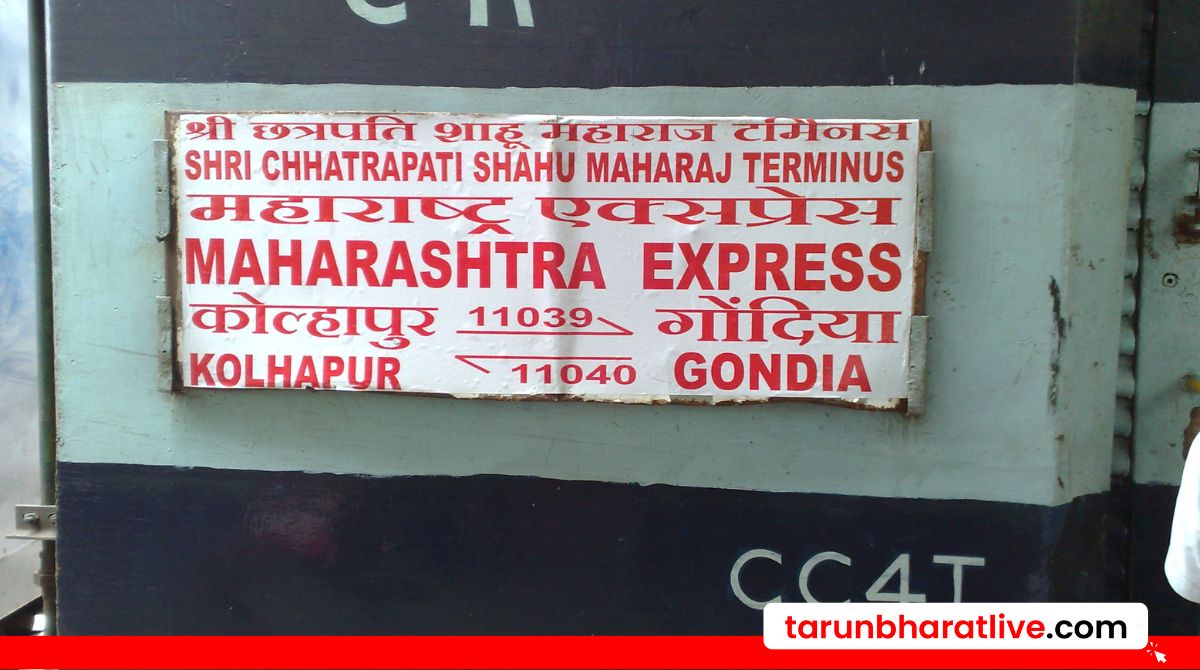 C R
श्री छत्रपति शाहू महाराज टर्मिनस
SHRI CHHATRAPATI SHAHU MAHARAJ TERMINUS
महाराष्ट्र एक्सप्रेस
MAHARASHTRA EXPRESS
कोल्हापुर 11039 गोंदिया
KOLHAPUR 11040 GONDIA
CC4T
tarunbharatlive.com